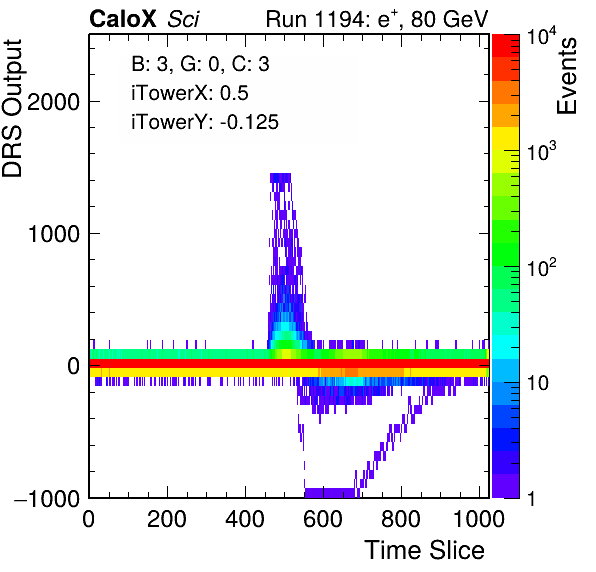 CaloX Sci
Run 1194: e⁺, 80 GeV
B: 3, G: 0, C: 3
iTowerX: 0.5
iTowerY: -0.125
DRS Output
2000
1000
0
−1000
0 200 400 600 800 1000
Time Slice
Events
10⁴
10³
10²
10
1